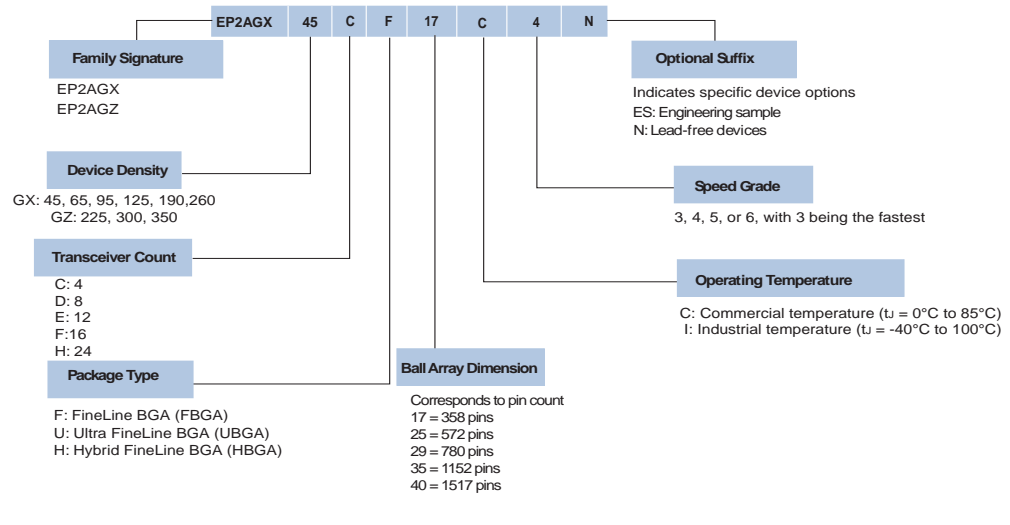 EP2AGX 45 C F 17 C 4 N
Family Signature
EP2AGX
EP2AGZ
Optional Suffix
Indicates specific device options
ES: Engineering sample
N: Lead-free devices
Device Density
GX: 45, 65, 95, 125, 190,260
GZ: 225, 300, 350
Speed Grade
3, 4, 5, or 6, with 3 being the fastest
Transceiver Count
C: 4
D: 8
E: 12
F:16
H: 24
Operating Temperature
C: Commercial temperature (tJ = 0°C to 85°C)
I: Industrial temperature (tJ = -40°C to 100°C)
Package Type
F: FineLine BGA (FBGA)
U: Ultra FineLine BGA (UBGA)
H: Hybrid FineLine BGA (HBGA)
Ball Array Dimension
Corresponds to pin count
17 = 358 pins
25 = 572 pins
29 = 780 pins
35 = 1152 pins
40 = 1517 pins